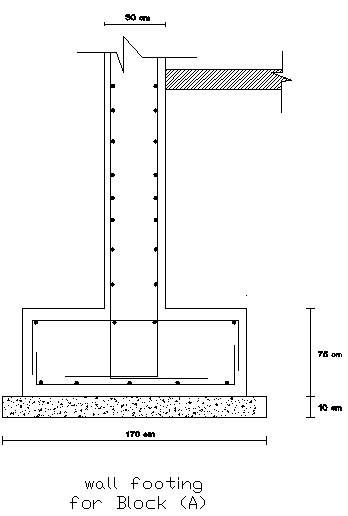 30 cm
75 cm
10 cm
170 cm
wall footing
for Block (A)